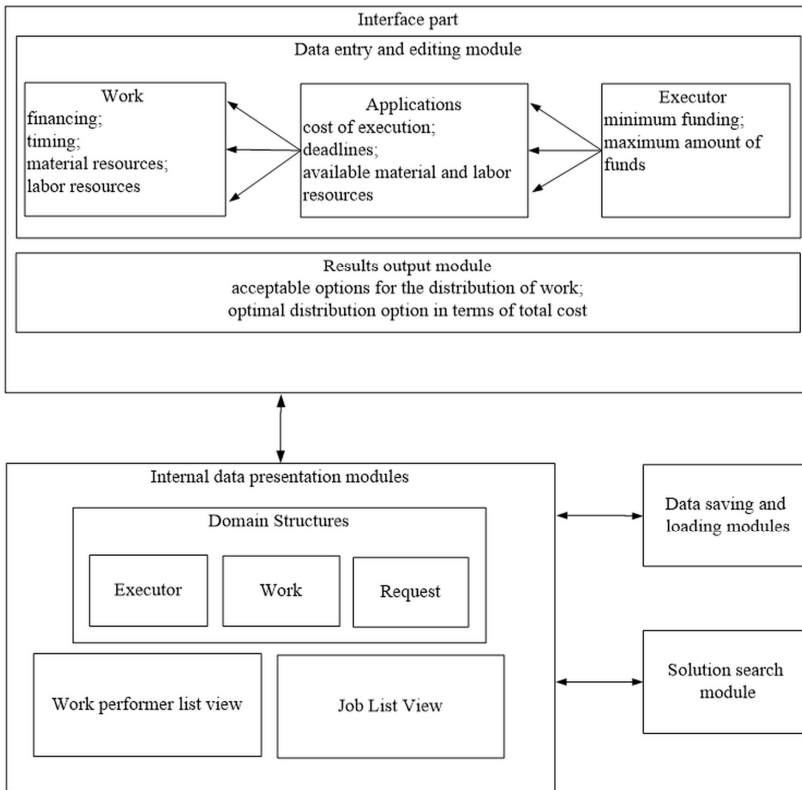 Interface part
Data entry and editing module
Work
financing;
timing;
material resources;
labor resources
Applications
cost of execution;
deadlines;
available material and labor
resources
Executor
minimum funding;
maximum amount of
funds
Results output module
acceptable options for the distribution of work;
optimal distribution option in terms of total cost
Internal data presentation modules
Domain Structures
Executor
Work
Request
Work performer list view
Job List View
Data saving and
loading modules
Solution search
module